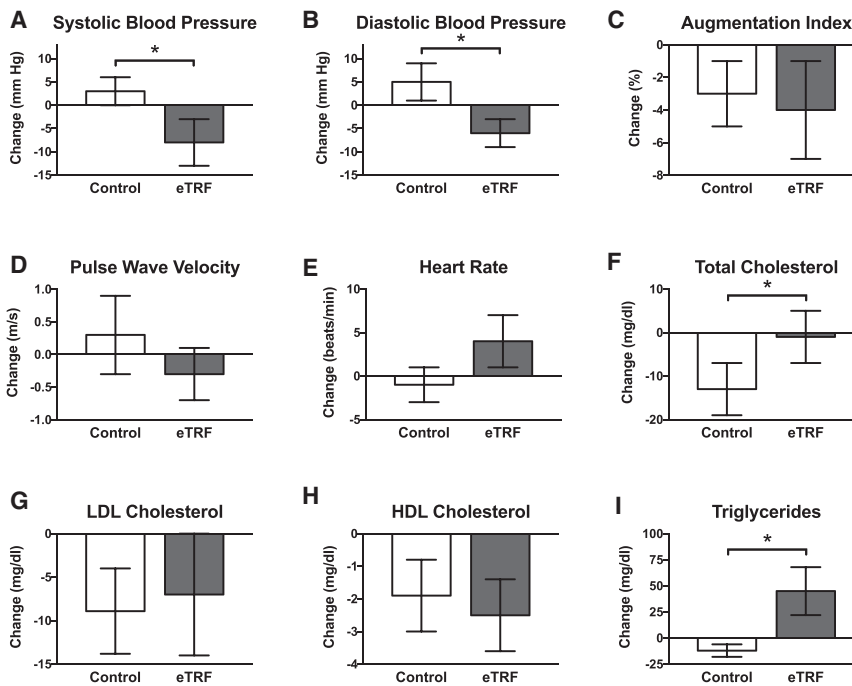 A Systolic Blood Pressure
Change (mm Hg)
10
5
0
-5
-10
-15
*
Control eTRF
B Diastolic Blood Pressure
Change (mm Hg)
10
5
0
-5
-10
-15
*
Control eTRF
C Augmentation Index
Change (%)
0
-2
-4
-6
-8
Control eTRF
D Pulse Wave Velocity
Change (m/s)
1.0
0.5
0.0
-0.5
-1.0
Control eTRF
E Heart Rate
Change (beats/min)
10
5
0
-5
Control eTRF
F Total Cholesterol
Change (mg/dl)
10
0
-10
-20
*
Control eTRF
G LDL Cholesterol
Change (mg/dl)
0
-5
-10
-15
Control eTRF
H HDL Cholesterol
Change (mg/dl)
0
-1
-2
-3
-4
Control eTRF
I Triglycerides
Change (mg/dl)
100
75
50
25
0
-25
*
Control eTRF